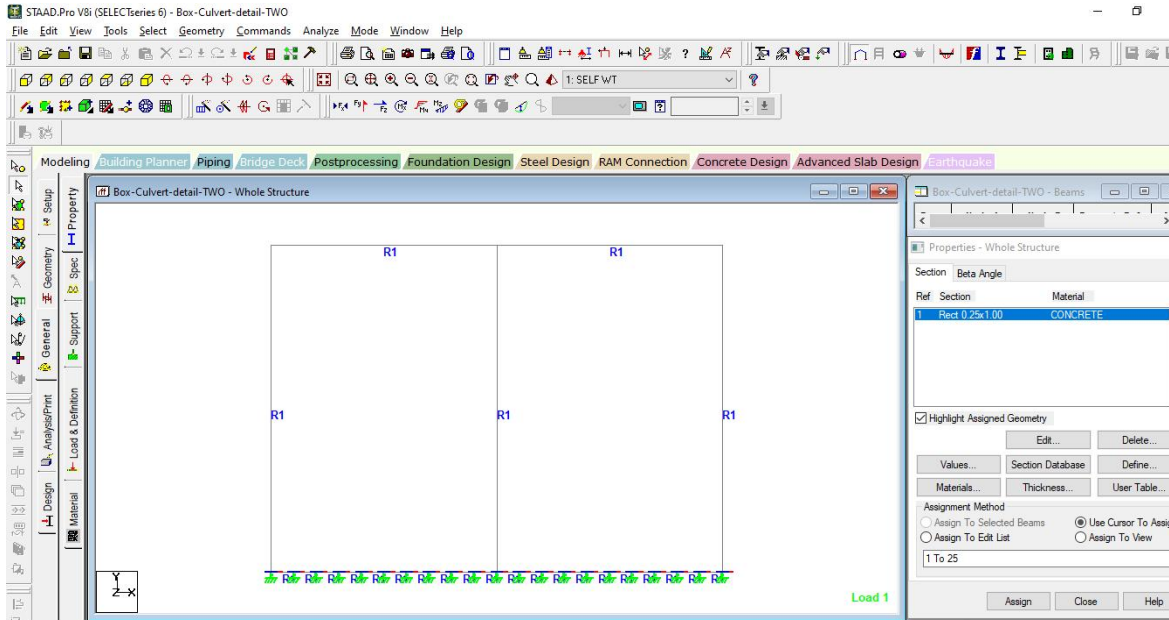 STAAD.Pro V8i (SELECTseries 6) - Box-Culvert-detail-TWO
File Edit View Tools Select Geometry Commands Analyze Mode Window Help
1: SELF WT
Modeling Building Planner Piping Bridge Deck Postprocessing Foundation Design Steel Design RAM Connection Concrete Design Advanced Slab Design Earthquake
Setup
Geometry
General
Analysis/Print
Design
Property
Spec
Support
Load & Definition
Material
Box-Culvert-detail-TWO - Whole Structure
R1 R1
R1 R1 R1
Y
Z X
Load 1
Box-Culvert-detail-TWO - Beams
Properties - Whole Structure
Section Beta Angle
Ref Section Material
1 Rect 0.25x1.00 CONCRETE
Highlight Assigned Geometry
Edit... Delete...
Values... Section Database Define...
Materials... Thickness... User Table...
Assignment Method
Assign To Selected Beams Use Cursor To Assi
Assign To Edit List Assign To View
1 To 25
Assign Close Help